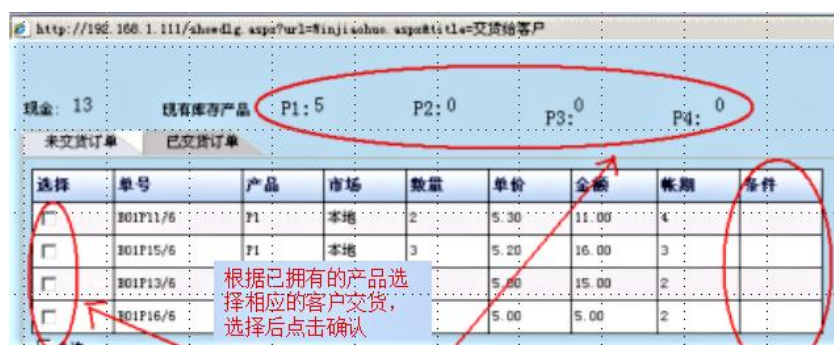 http://192.168.1.111/showdlg.aspx?url=Winjiaohuo.aspx&title=交货给客户
现金: 13 现有库存产品 P1:5 P2:0 P3:0 P4: 0
未交货订单 已交货订单
选择 单号 产品 市场 数量 单价 金额 帐期 条件
B01P11/6 P1 本地 2 5.30 11.00 4
B01P15/6 P1 本地 3 5.20 16.00 3
B01P13/6 5.00 15.00 2
B01P16/6 5.00 5.00 2
根据已拥有的产品选
择相应的客户交货,
选择后点击确认